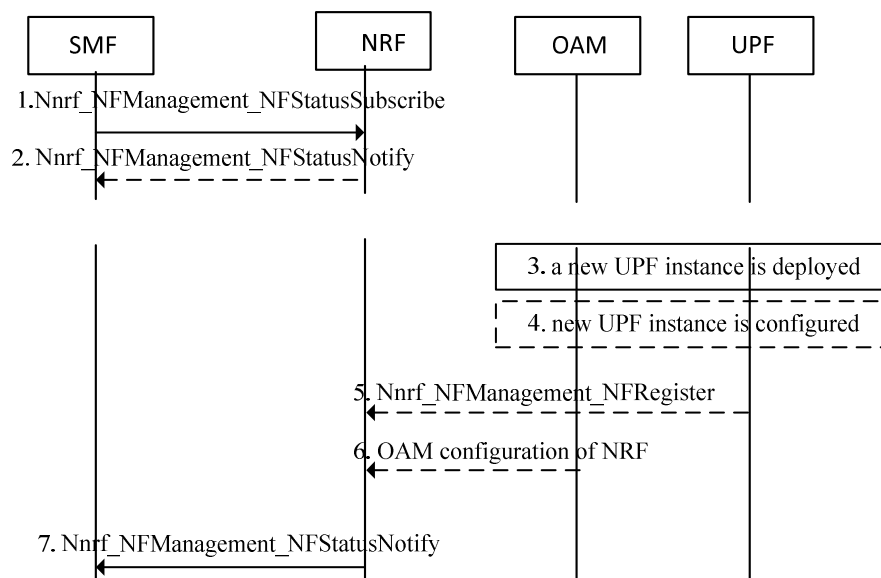 SMF
NRF
OAM
UPF
1.Nnrf_NFManagement_NFStatusSubscribe
2. Nnrf_NFManagement_NFStatusNotify
3. a new UPF instance is deployed
4. new UPF instance is configured
5. Nnrf_NFManagement_NFRegister
6. OAM configuration of NRF
7. Nnrf_NFManagement_NFStatusNotify